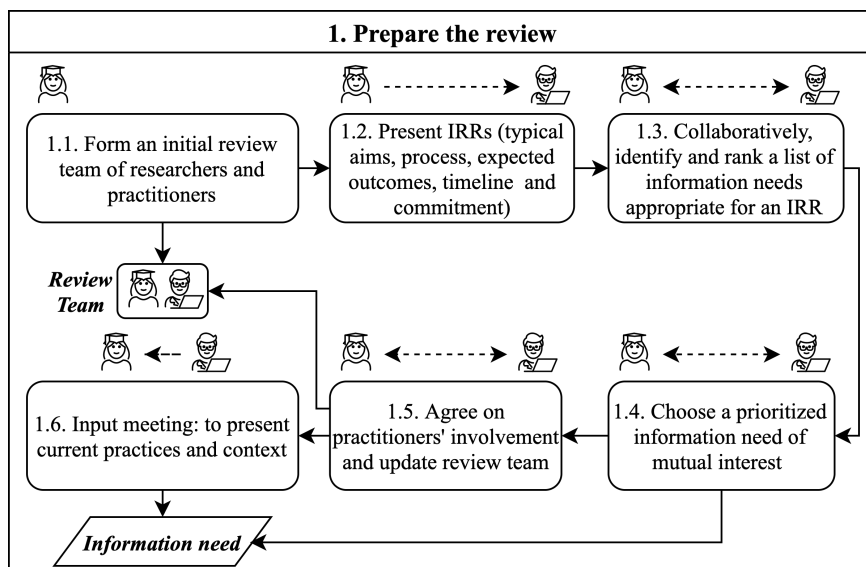 1. Prepare the review
1.1. Form an initial review
team of researchers and
practitioners
1.2. Present IRRs (typical
aims, process, expected
outcomes, timeline and
commitment)
1.3. Collaboratively,
identify and rank a list of
information needs
appropriate for an IRR
Review
Team
1.6. Input meeting: to present
current practices and context
1.5. Agree on
practitioners' involvement
and update review team
1.4. Choose a prioritized
information need of
mutual interest
Information need